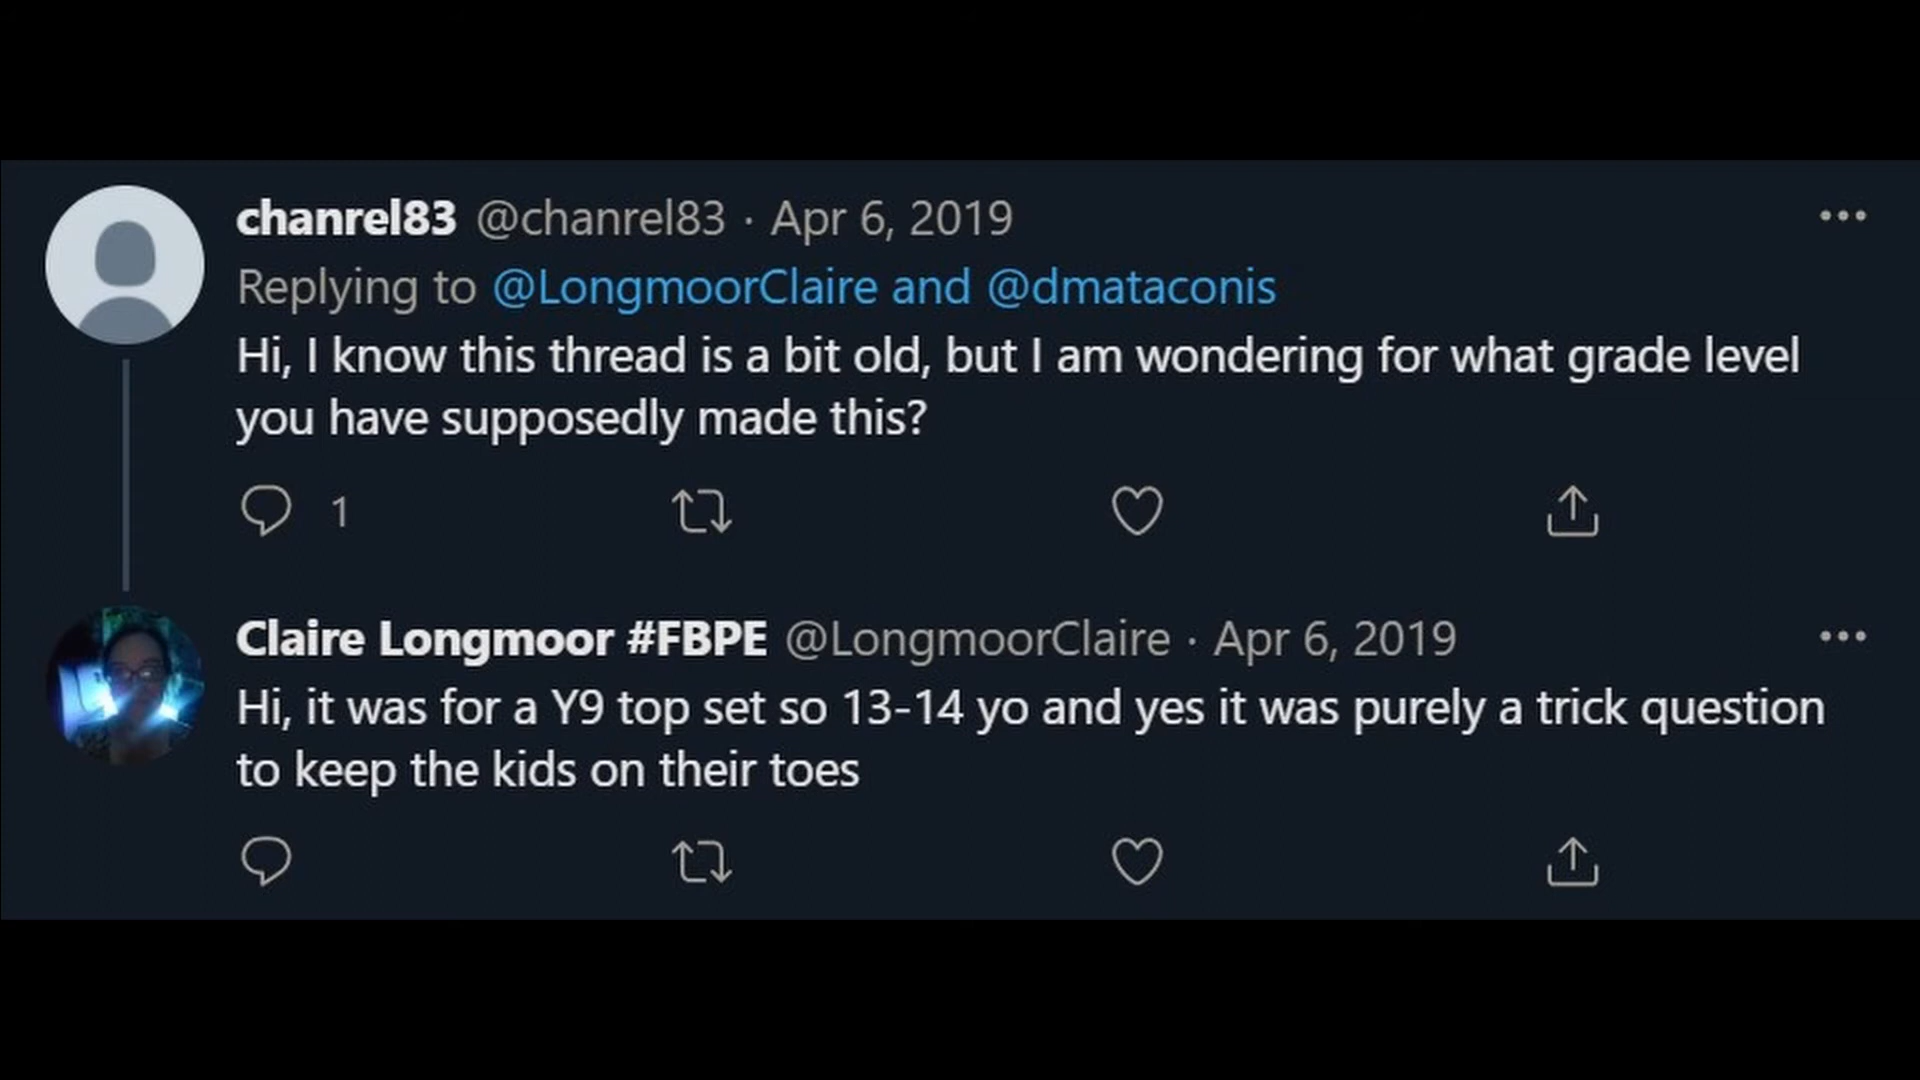 chanrel83 @chanrel83 · Apr 6, 2019
Replying to @LongmoorClaire and @dmataconis
Hi, I know this thread is a bit old, but I am wondering for what grade level
you have supposedly made this?
1
Claire Longmoor #FBPE @LongmoorClaire · Apr 6, 2019
Hi, it was for a Y9 top set so 13-14 yo and yes it was purely a trick question
to keep the kids on their toes